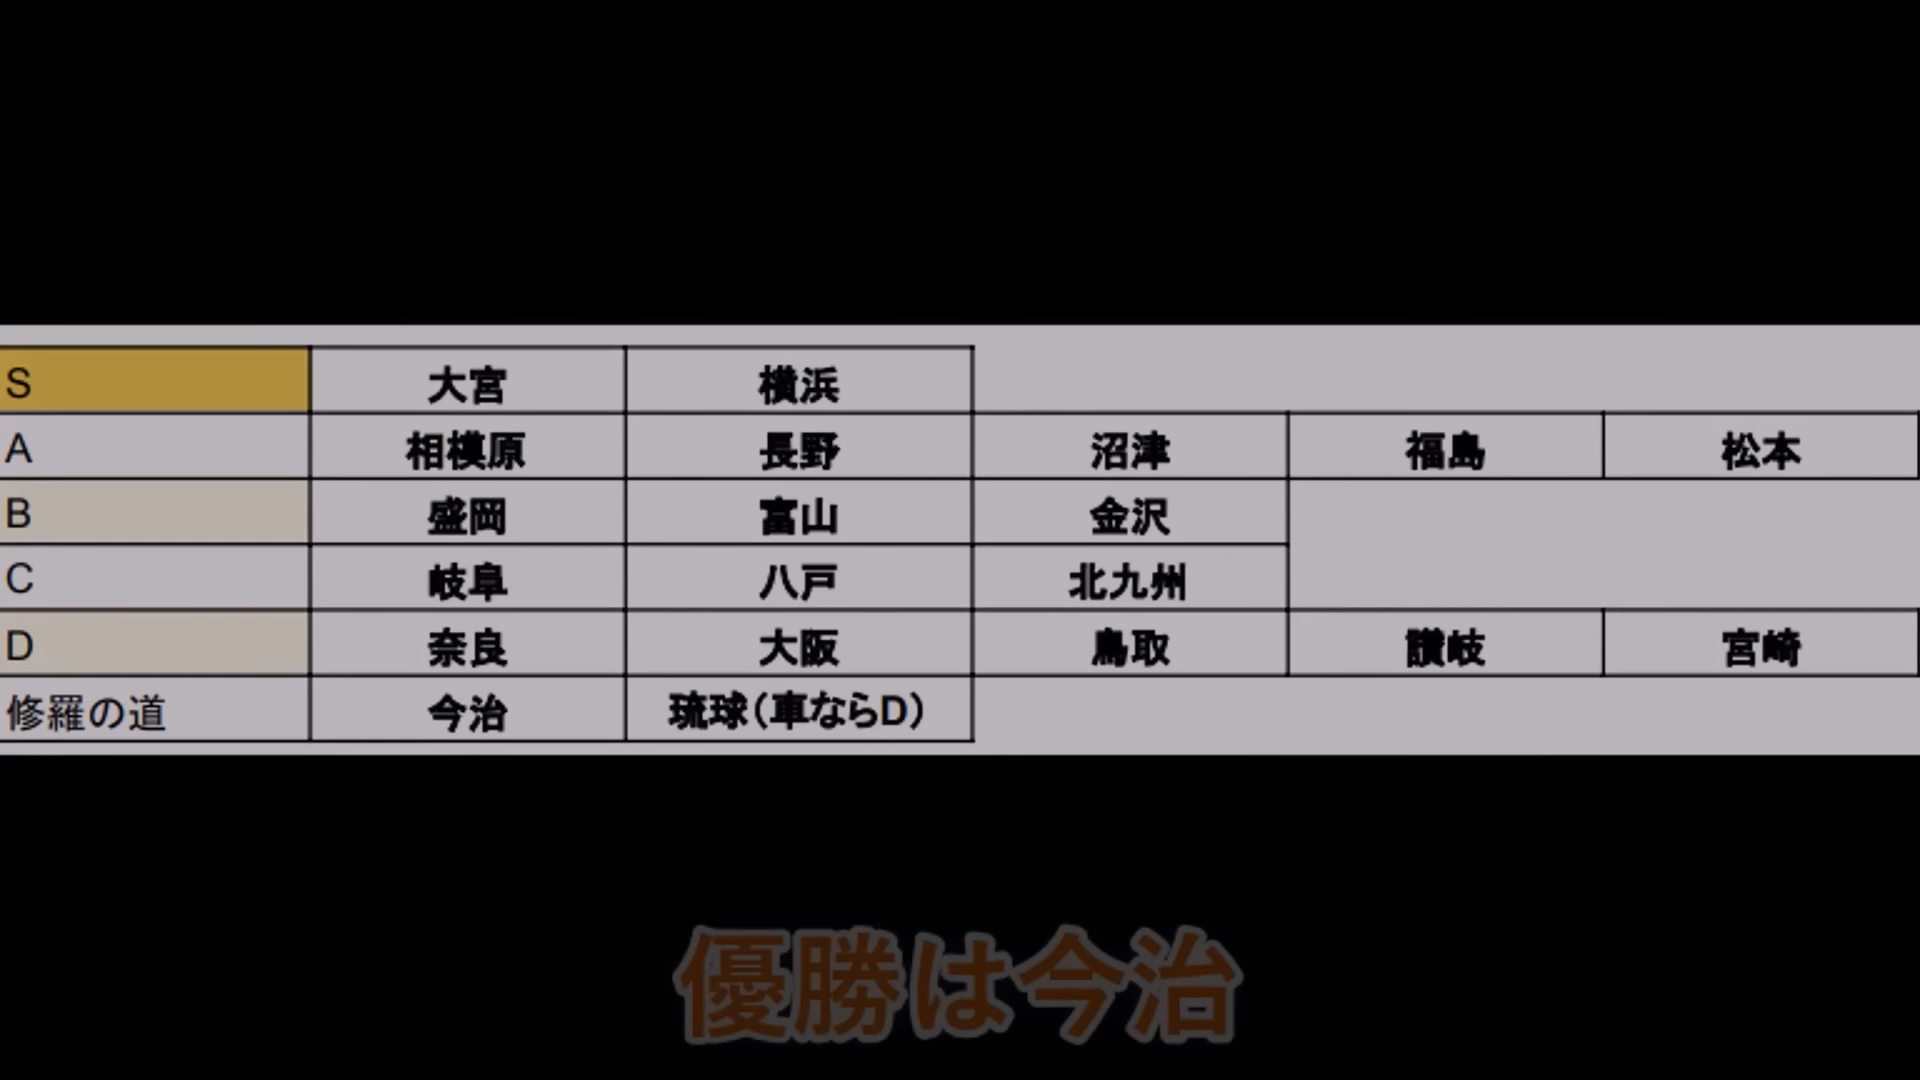 S 大宮 横浜
A 相模原 長野 沼津 福島 松本
B 盛岡 富山 金沢
C 岐阜 八戸 北九州
D 奈良 大阪 鳥取 讃岐 宮崎
修羅の道 今治 琉球（車ならD）
優勝は今治